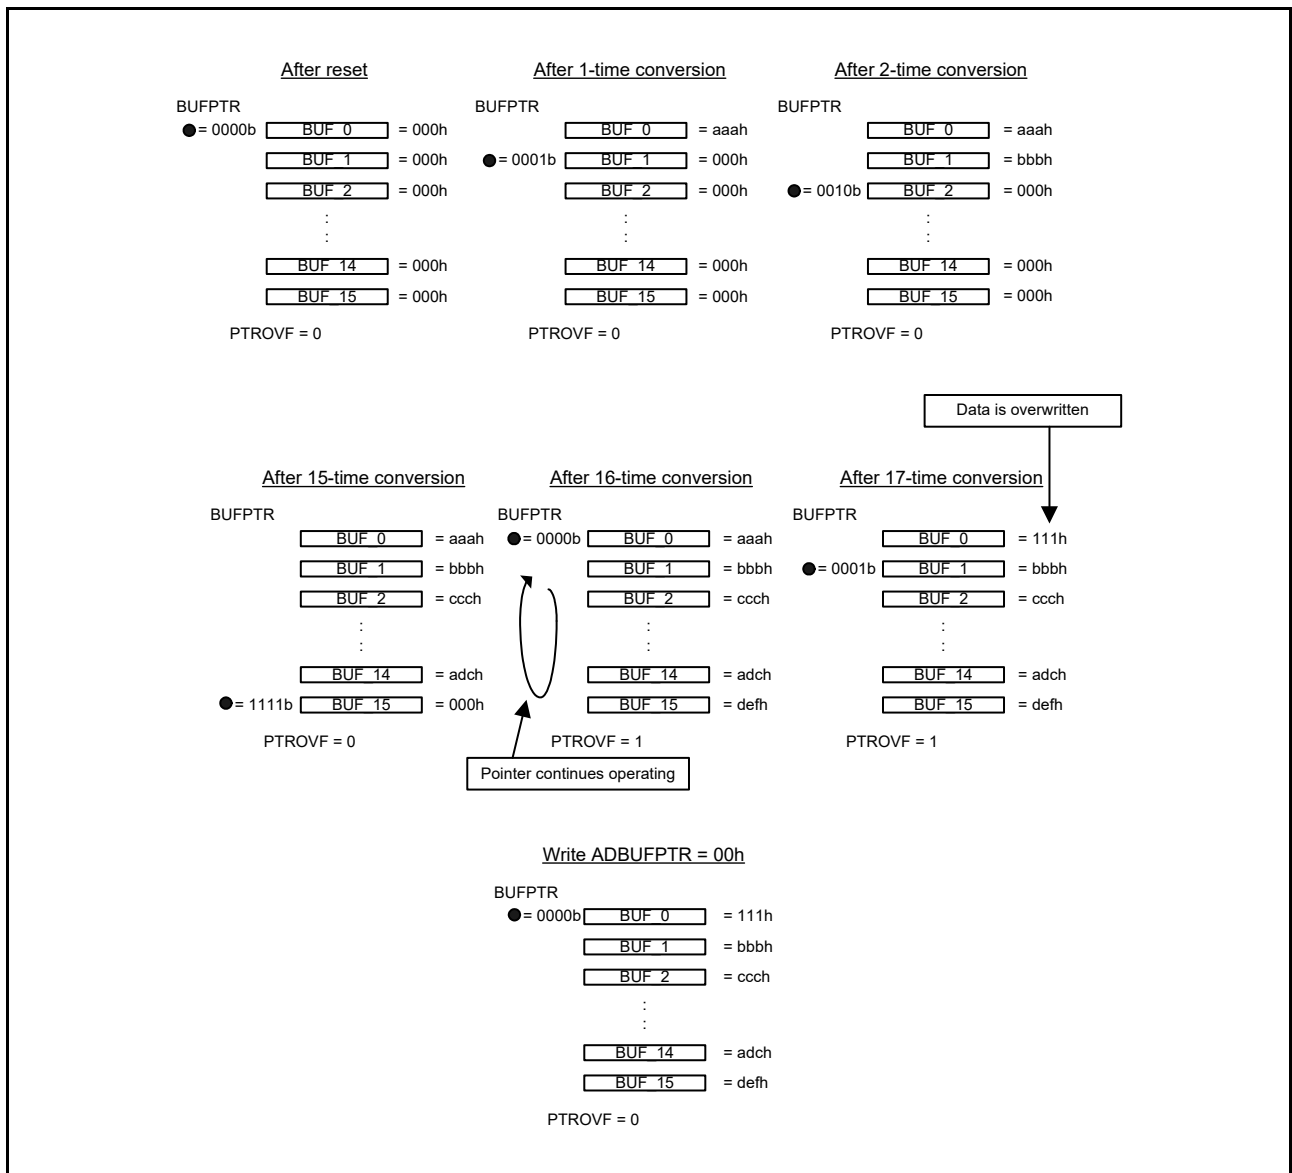 After reset
After 1-time conversion
After 2-time conversion
BUFPTR
BUFPTR
BUFPTR
= 0000b BUF_0 = 000h
BUF_0 = aaah
BUF_0 = aaah
BUF_1 = 000h
= 0001b BUF_1 = 000h
BUF_1 = bbbh
BUF_2 = 000h
BUF_2 = 000h
= 0010b BUF_2 = 000h
:
:
:
:
:
:
BUF_14 = 000h
BUF_14 = 000h
BUF_14 = 000h
BUF_15 = 000h
BUF_15 = 000h
BUF_15 = 000h
PTROVF = 0
PTROVF = 0
PTROVF = 0
Data is overwritten
After 15-time conversion
After 16-time conversion
After 17-time conversion
BUFPTR
BUFPTR
BUFPTR
BUF_0 = aaah
= 0000b BUF_0 = aaah
BUF_0 = 111h
BUF_1 = bbbh
BUF_1 = bbbh
= 0001b BUF_1 = bbbh
BUF_2 = ccch
BUF_2 = ccch
BUF_2 = ccch
:
:
:
:
:
:
BUF_14 = adch
BUF_14 = adch
BUF_14 = adch
= 1111b BUF_15 = 000h
BUF_15 = defh
BUF_15 = defh
PTROVF = 0
PTROVF = 1
PTROVF = 1
Pointer continues operating
Write ADBUFPTR = 00h
BUFPTR
= 0000b BUF_0 = 111h
BUF_1 = bbbh
BUF_2 = ccch
:
:
BUF_14 = adch
BUF_15 = defh
PTROVF = 0